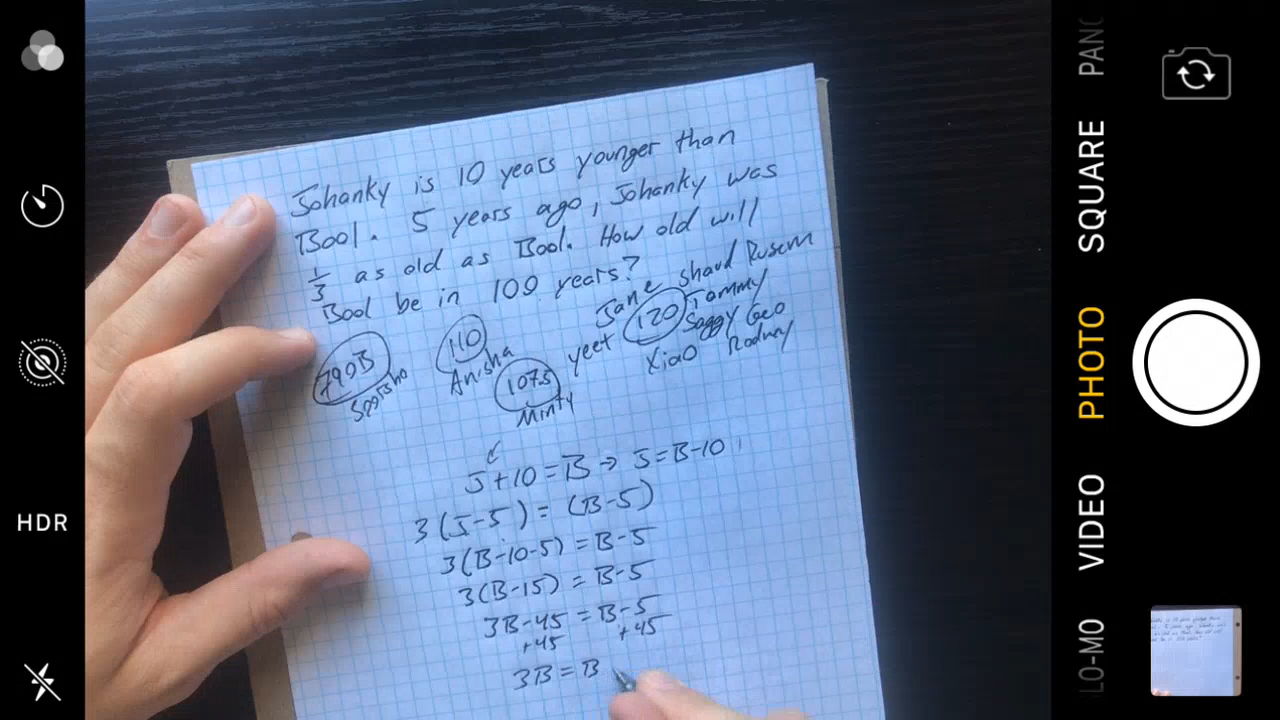 Johanky is 10 years younger than
Bool. 5 years ago, Johanky was
1/3 as old as Bool. How old will
Bool be in 100 years?
Jane Shaud Rusem
120 Tommy
Saggy Geo
Xiao Rodney
790B
110
Anisha
107.5 yeet
Minty
J+10=B→J=B-10
3(J-5)=(B-5)
3(B-10-5)=B-5
3(B-15)=B-5
3B-45=B-5
+45 +45
3B=B
HDR
PANO
SQUARE
PHOTO
VIDEO
LO-MO